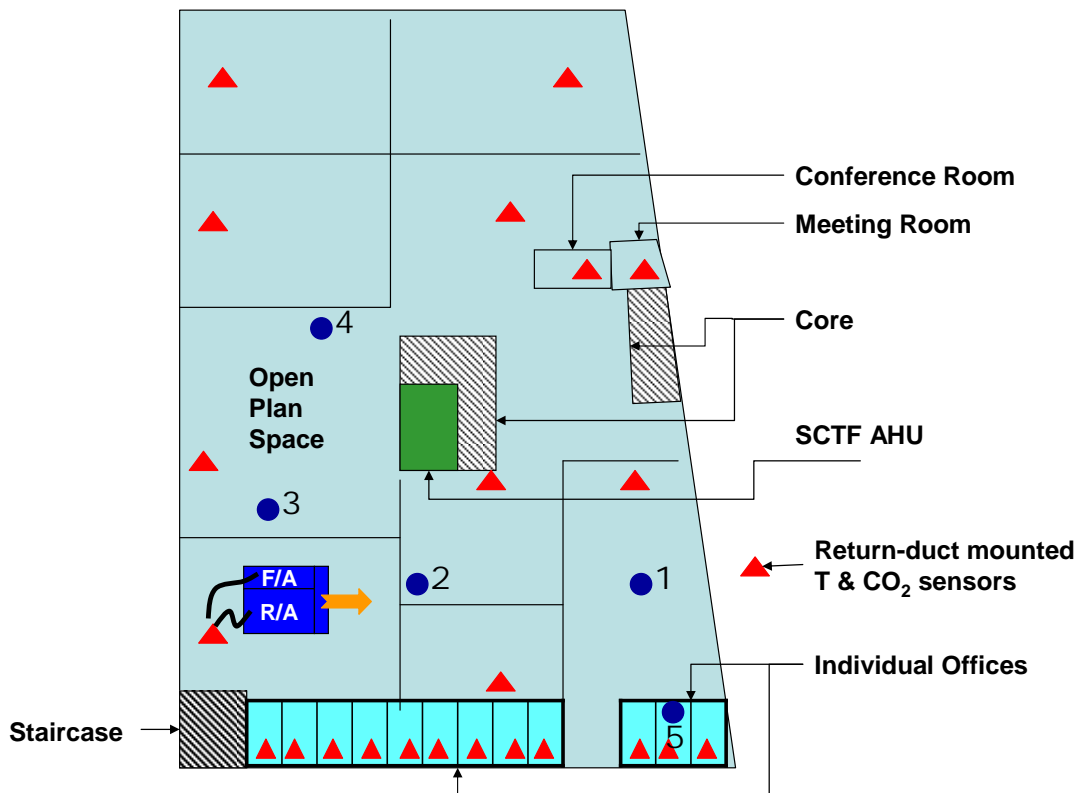 Conference Room
Meeting Room
4
Core
Open
Plan
Space
SCTF AHU
3
Return-duct mounted
T & CO₂ sensors
F/A
2
1
R/A
Individual Offices
Staircase
5